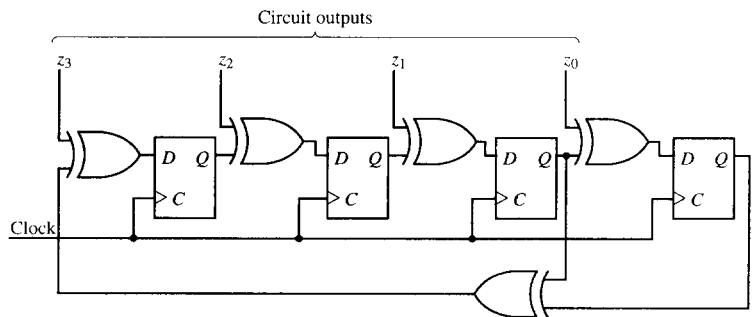 Circuit outputs
z₃ z₂ z₁ z₀
D Q D Q D Q D Q
C C C C
Clock